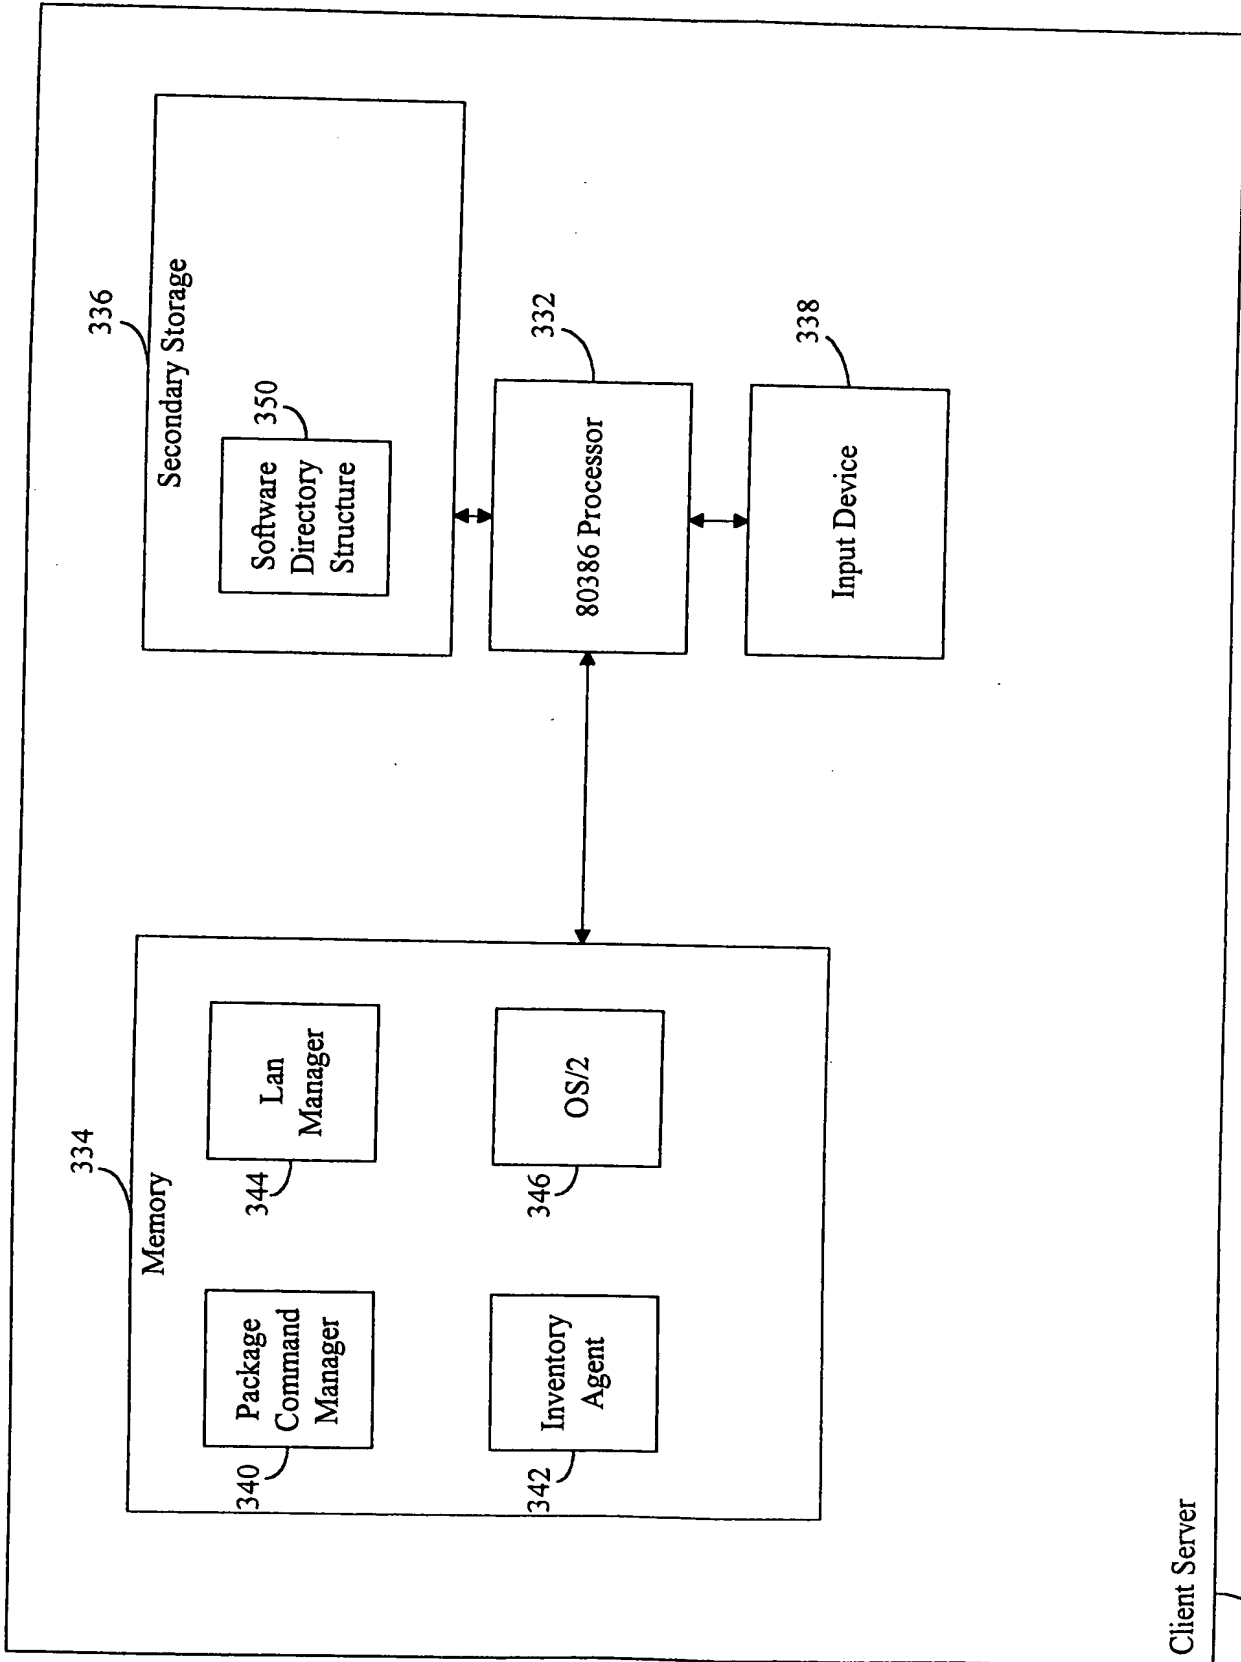 334
Memory
340
Package
Command
Manager
344
Lan
Manager
342
Inventory
Agent
346
OS/2
336
Secondary Storage
350
Software
Directory
Structure
332
80386 Processor
338
Input Device
Client Server